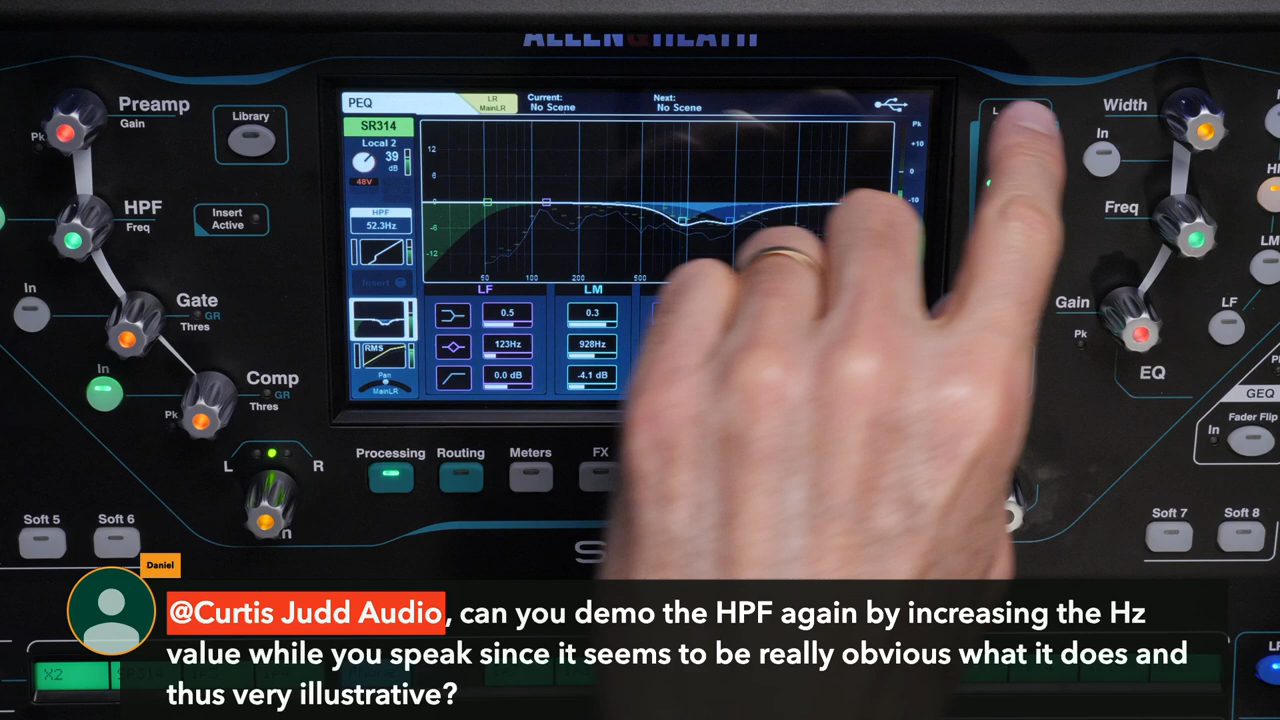 ALLEN&HEATH
Preamp
Gain
Pk
Library
HPF
Freq
Insert
Active
In
Gate
GR
Thres
In
Comp
GR
Thres
Pk
L
R
PEQ
LR
MainLR
Current:
No Scene
Next:
No Scene
SR314
Local 2
39
dB
48V
HPF
52.3Hz
Insert
RMS
Pan
MainLR
12
6
0
-6
-12
50
100
200
500
Pk
+10
0
-10
LF
LM
0.5
0.3
123Hz
928Hz
0.0 dB
-4.1 dB
Processing
Routing
Meters
FX
Width
In
Freq
Gain
Pk
LM
LF
EQ
GEQ
Fader Flip
In
Soft 5
Soft 6
Soft 7
Soft 8
X2
SR314
Daniel
@Curtis Judd Audio, can you demo the HPF again by increasing the Hz
value while you speak since it seems to be really obvious what it does and
thus very illustrative?